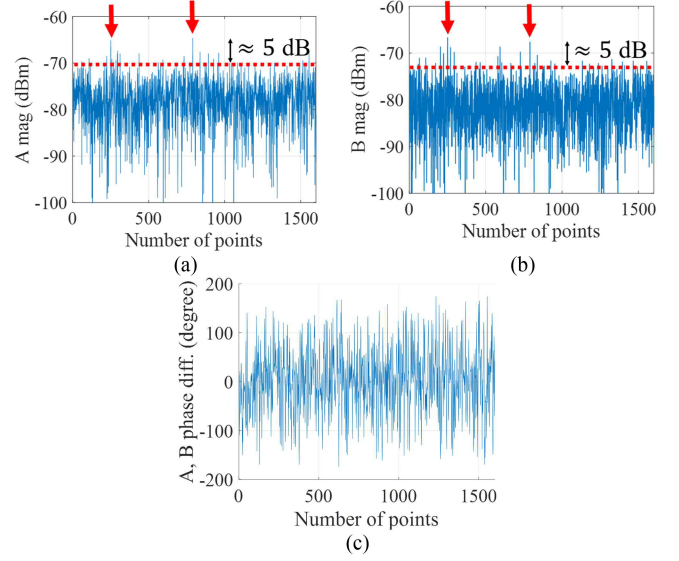 -60
-70
-80
-90
-100
A mag (dBm)
≈ 5 dB
0 500 1000 1500
Number of points
(a)
-60
-70
-80
-90
-100
B mag (dBm)
≈ 5 dB
0 500 1000 1500
Number of points
(b)
200
100
0
-100
-200
A, B phase diff. (degree)
0 500 1000 1500
Number of points
(c)